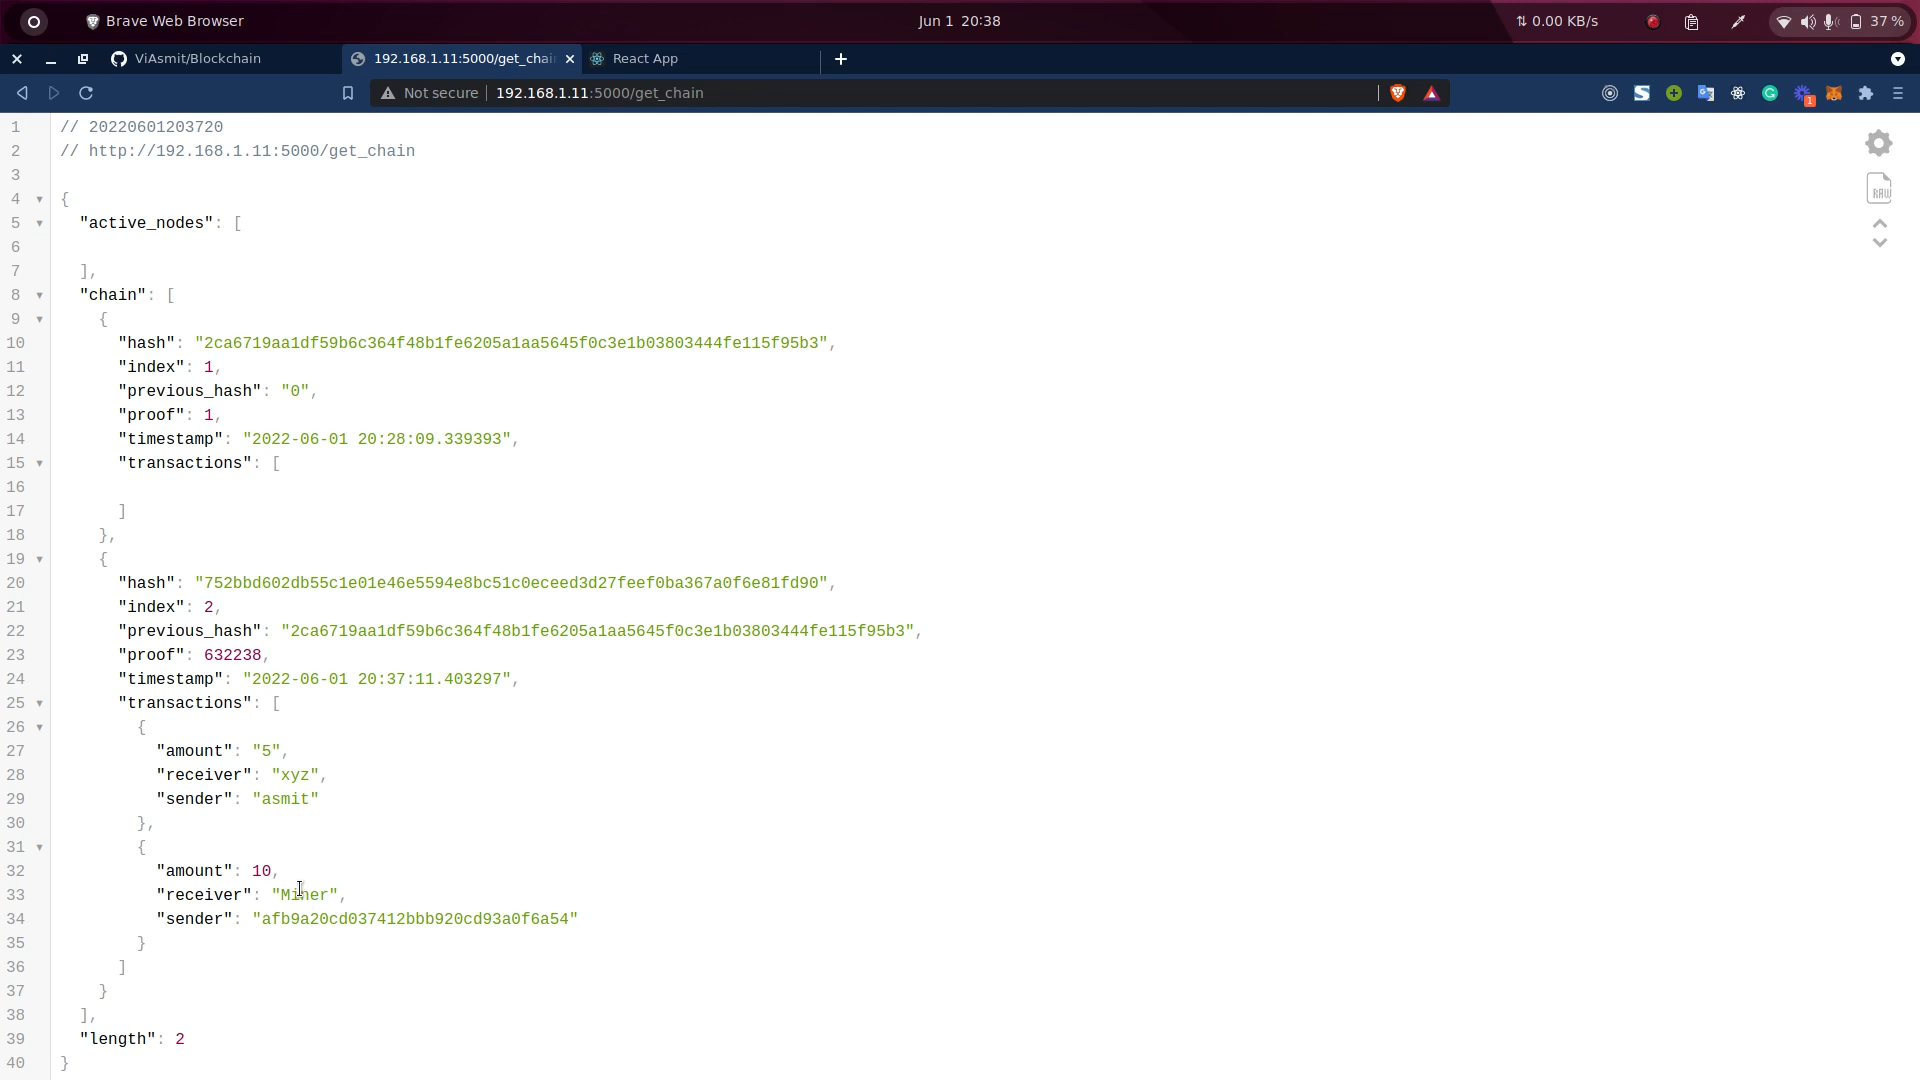 Brave Web Browser
Jun 1 20:38
0.00 KB/s
37 %
ViAsmit/Blockchain
192.168.1.11:5000/get_chai
React App
Not secure
192.168.1.11:5000/get_chain
1
RAW
1 // 20220601203720
2 // http://192.168.1.11:5000/get_chain
3
4 {
5 "active_nodes": [
6
7 ],
8 "chain": [
9 {
10 "hash": "2ca6719aa1df59b6c364f48b1fe6205a1aa5645f0c3e1b03803444fe115f95b3",
11 "index": 1,
12 "previous_hash": "0",
13 "proof": 1,
14 "timestamp": "2022-06-01 20:28:09.339393",
15 "transactions": [
16
17 ]
18 },
19 {
20 "hash": "752bbd602db55c1e01e46e5594e8bc51c0eceed3d27feef0ba367a0f6e81fd90",
21 "index": 2,
22 "previous_hash": "2ca6719aa1df59b6c364f48b1fe6205a1aa5645f0c3e1b03803444fe115f95b3",
23 "proof": 632238,
24 "timestamp": "2022-06-01 20:37:11.403297",
25 "transactions": [
26 {
27 "amount": "5",
28 "receiver": "xyz",
29 "sender": "asmit"
30 },
31 {
32 "amount": 10,
33 "receiver": "Miner",
34 "sender": "afb9a20cd037412bbb920cd93a0f6a54"
35 }
36 ]
37 }
38 ],
39 "length": 2
40 }